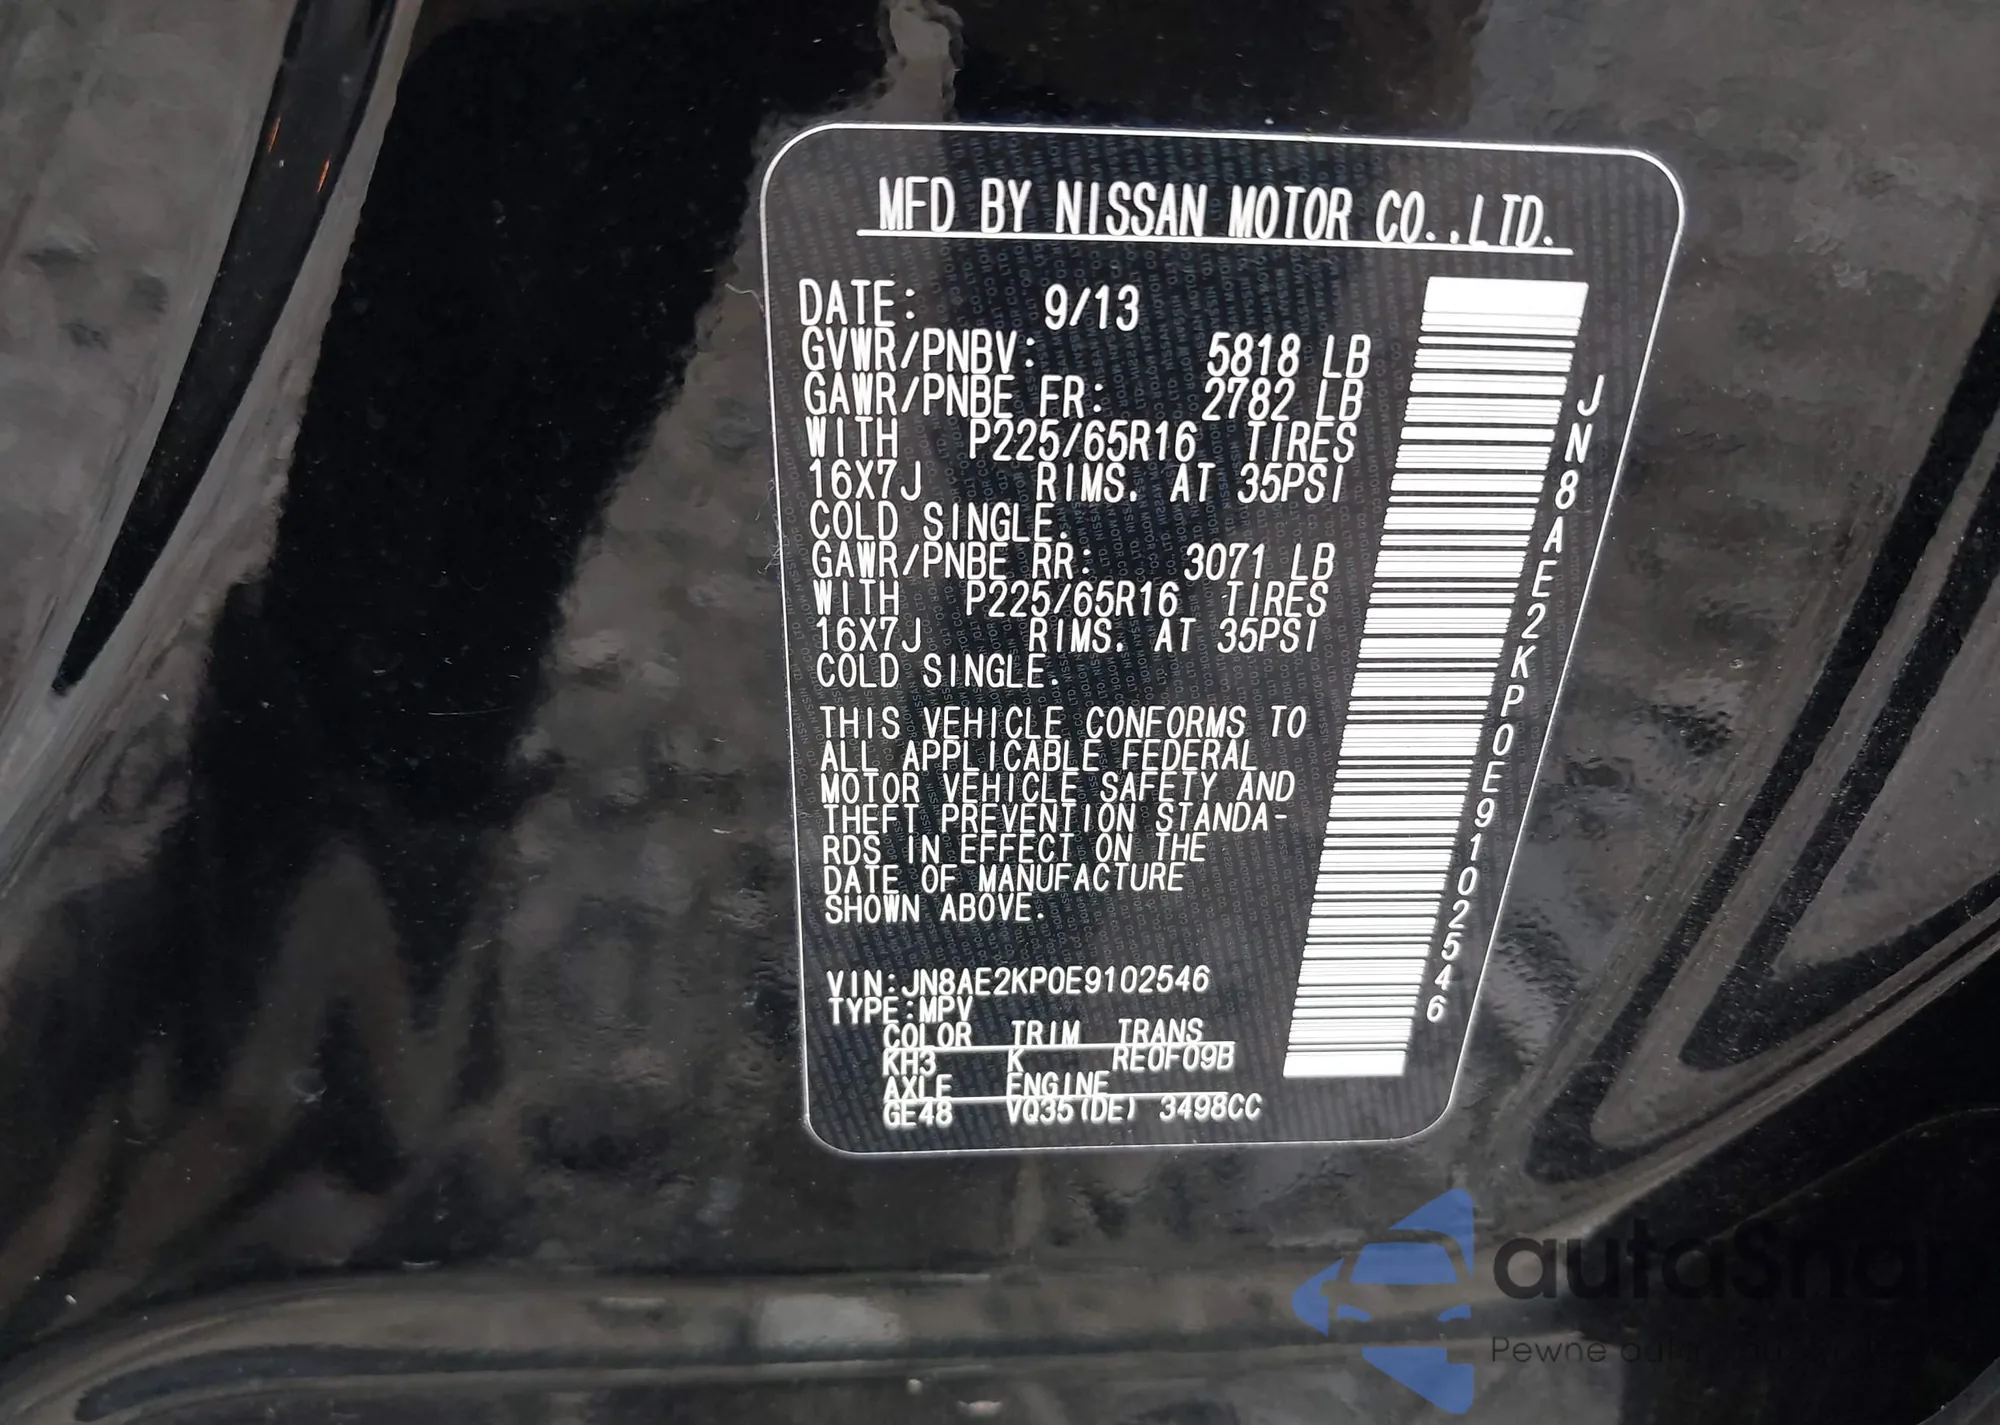 MFD BY NISSAN MOTOR CO.,LTD.
DATE: 9/13
GVWR/PNBV: 5818 LB
GAWR/PNBE FR: 2782 LB
WITH P225/65R16 TIRES
16X7J RIMS. AT 35PSI
COLD SINGLE.
GAWR/PNBE RR: 3071 LB
WITH P225/65R16 TIRES
16X7J RIMS. AT 35PSI
COLD SINGLE.
THIS VEHICLE CONFORMS TO
ALL APPLICABLE FEDERAL
MOTOR VEHICLE SAFETY AND
THEFT PREVENTION STANDA-
RDS IN EFFECT ON THE
DATE OF MANUFACTURE
SHOWN ABOVE.
VIN:JN8AE2KP0E9102546
TYPE:MPV
COLOR TRIM TRANS
KH3 K RE0F09B
AXLE ENGINE
GE48 VQ35(DE) 3498CC
JN8AE2KP0E9102546
autaSnap
Pewne auta